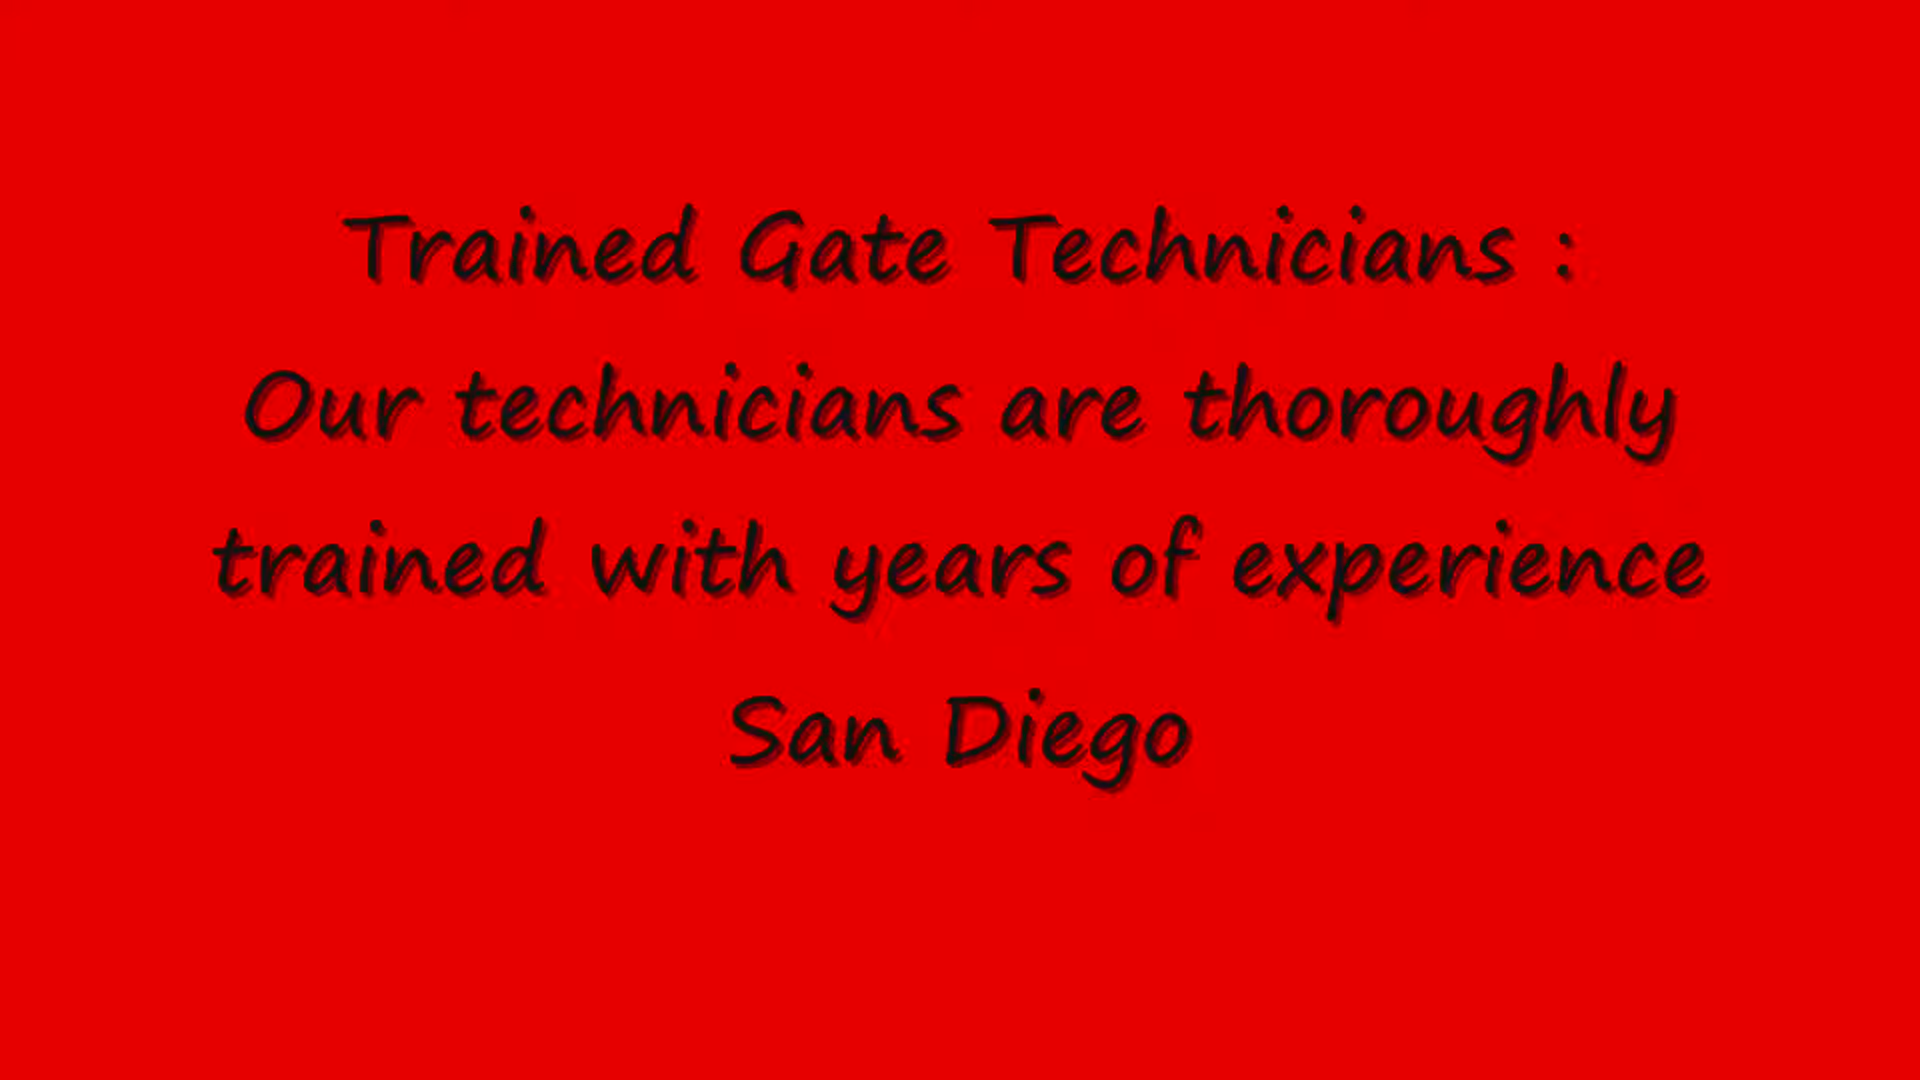 Trained Gate Technicians :
Our technicians are thoroughly
trained with years of experience
San Diego